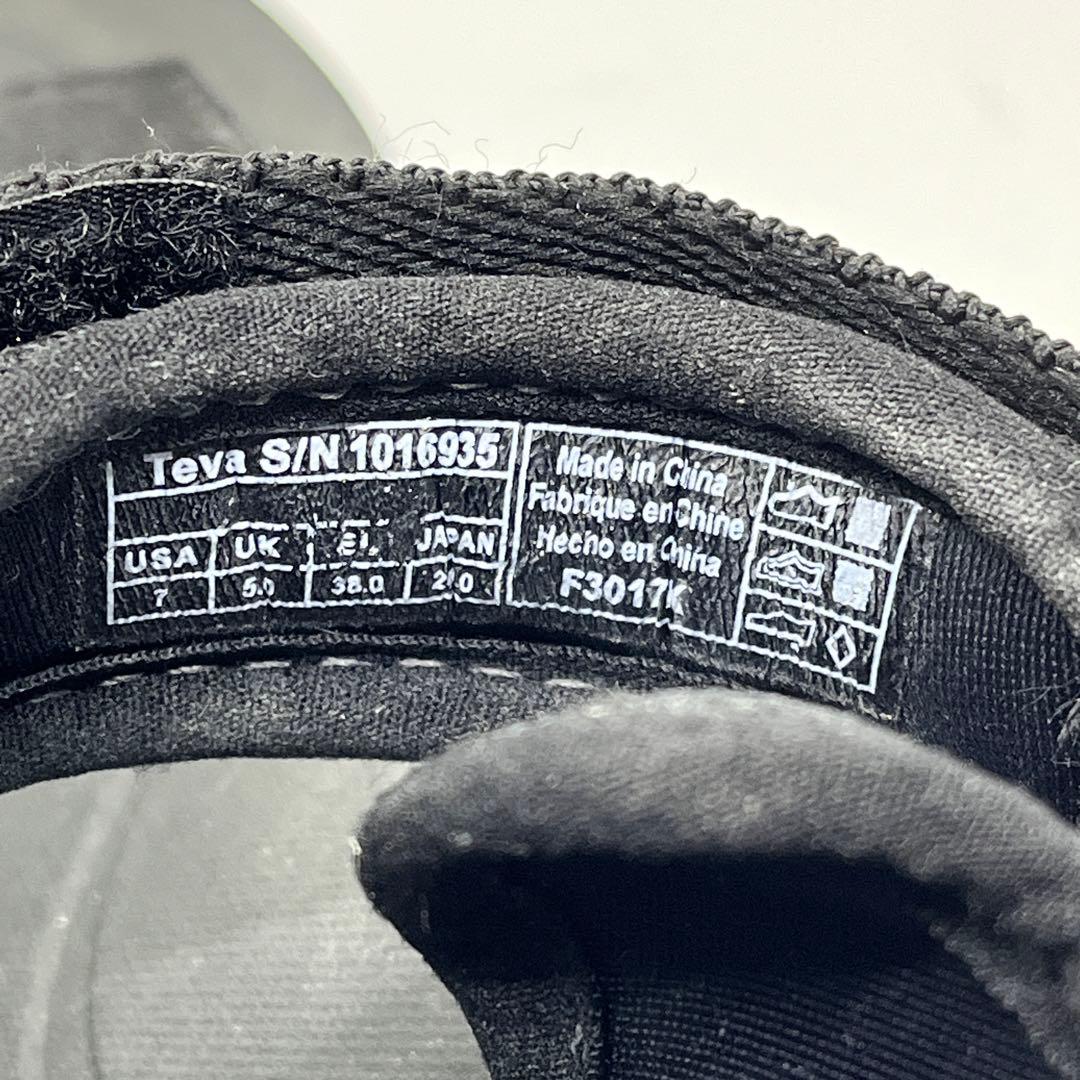 Teva S/N 1016935
USA UK JAPAN
7 5.0 38.0
Made in China
Fabrique en Chine
Hecho en China
F3017K